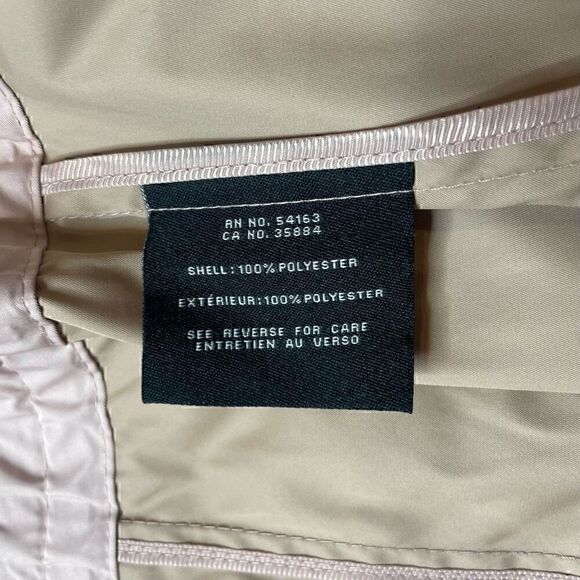 RN NO. 54163
CA NO. 35884
SHELL: 100% POLYESTER
EXTÉRIEUR: 100% POLYESTER
SEE REVERSE FOR CARE
ENTRETIEN AU VERSO